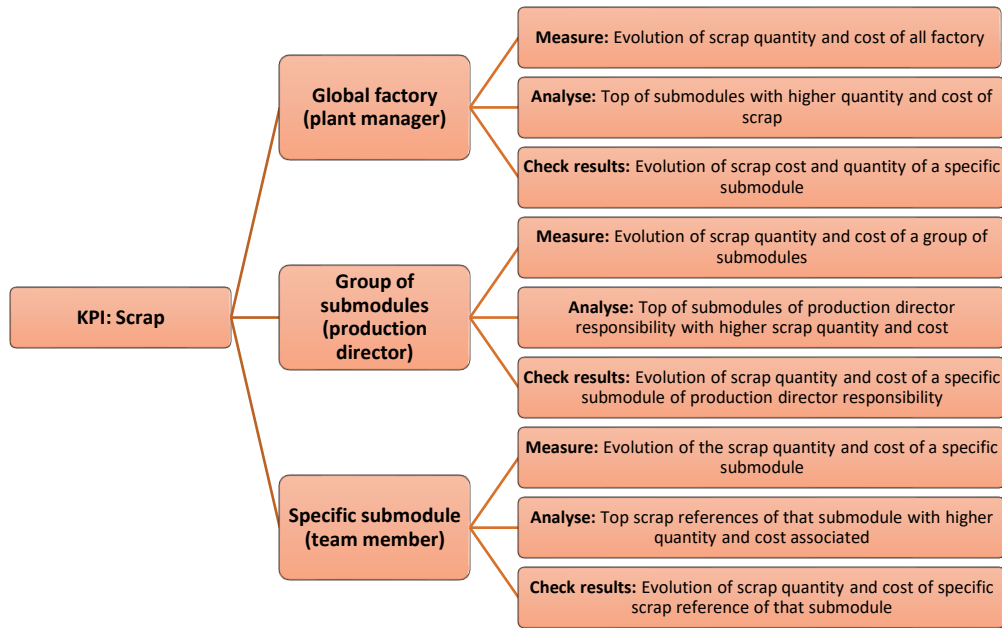 KPI: Scrap
Global factory
(plant manager)
Measure: Evolution of scrap quantity and cost of all factory
Analyse: Top of submodules with higher quantity and cost of
scrap
Check results: Evolution of scrap cost and quantity of a specific
submodule
Group of
submodules
(production
director)
Measure: Evolution of scrap quantity and cost of a group of
submodules
Analyse: Top of submodules of production director
responsibility with higher scrap quantity and cost
Check results: Evolution of scrap quantity and cost of a specific
submodule of production director responsibility
Specific submodule
(team member)
Measure: Evolution of the scrap quantity and cost of a specific
submodule
Analyse: Top scrap references of that submodule with higher
quantity and cost associated
Check results: Evolution of scrap quantity and cost of specific
scrap reference of that submodule